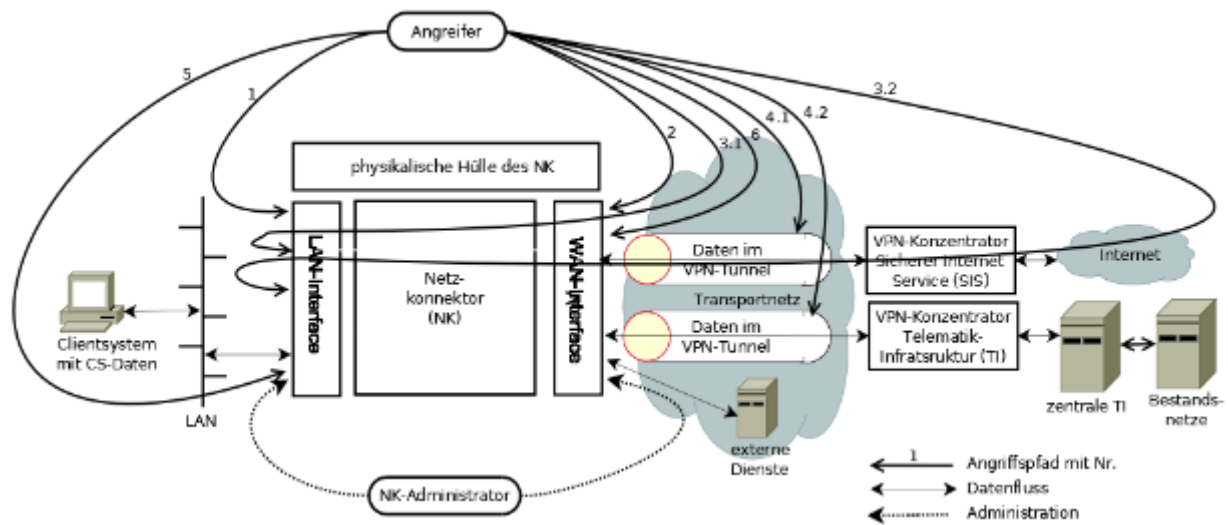 Angreifer
5
1
2
3.1
6
4.1
4.2
3.2
physikalische Hülle des NK
LAN-Interface
Netz-
konnektor
(NK)
WAN-Interface
Daten im
VPN-Tunnel
Transportnetz
Daten im
VPN-Tunnel
VPN-Konzentrator
Sicherer Internet
Service (SIS)
Internet
VPN-Konzentrator
Telematik-
Infratsruktur (TI)
Clientsystem
mit CS-Daten
LAN
zentrale TI
Bestands-
netze
externe
Dienste
NK-Administrator
1
Angriffspfad mit Nr.
Datenfluss
Administration